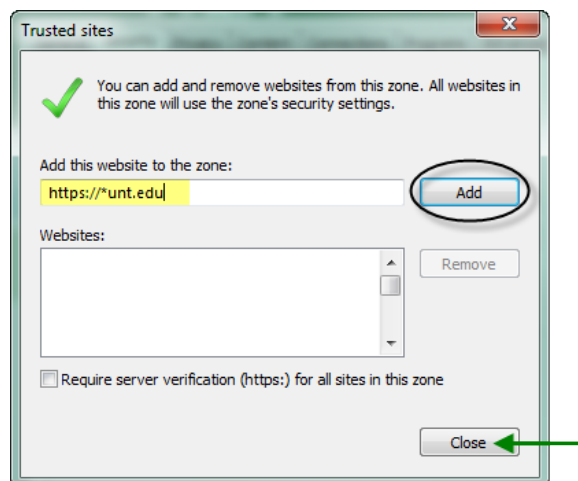 Trusted sites
You can add and remove websites from this zone. All websites in
this zone will use the zone's security settings.
Add this website to the zone:
https://*unt.edu
Add
Websites:
Remove
Require server verification (https:) for all sites in this zone
Close